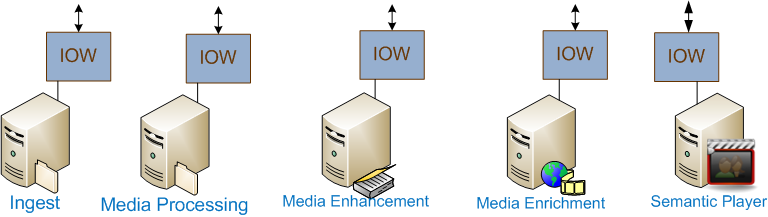 IOW
IOW
IOW
IOW
IOW
Ingest
Media Processing
Media Enhancement
Media Enrichment
Semantic Player